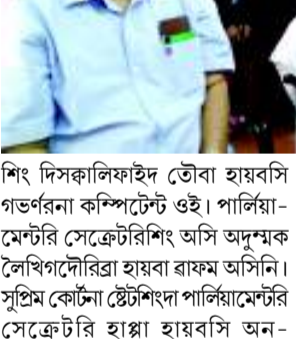 শিং দিসক্বালিফাইদ তৌবা হায়বসি
গভর্ণরনা কম্পিটেন্ট ওই। পার্লিয়া-
মেন্টরি সেক্রেটরিশিং অসি অদুম্মক
লৈখিগদৌরিব্রা হায়বা ৱাফম অসিনি।
সুপ্রিম কোর্টনা ষ্টেটশিংদা পার্লিয়ামেন্টরি
সেক্রেটরি হাপ্পা হায়বসি অন-